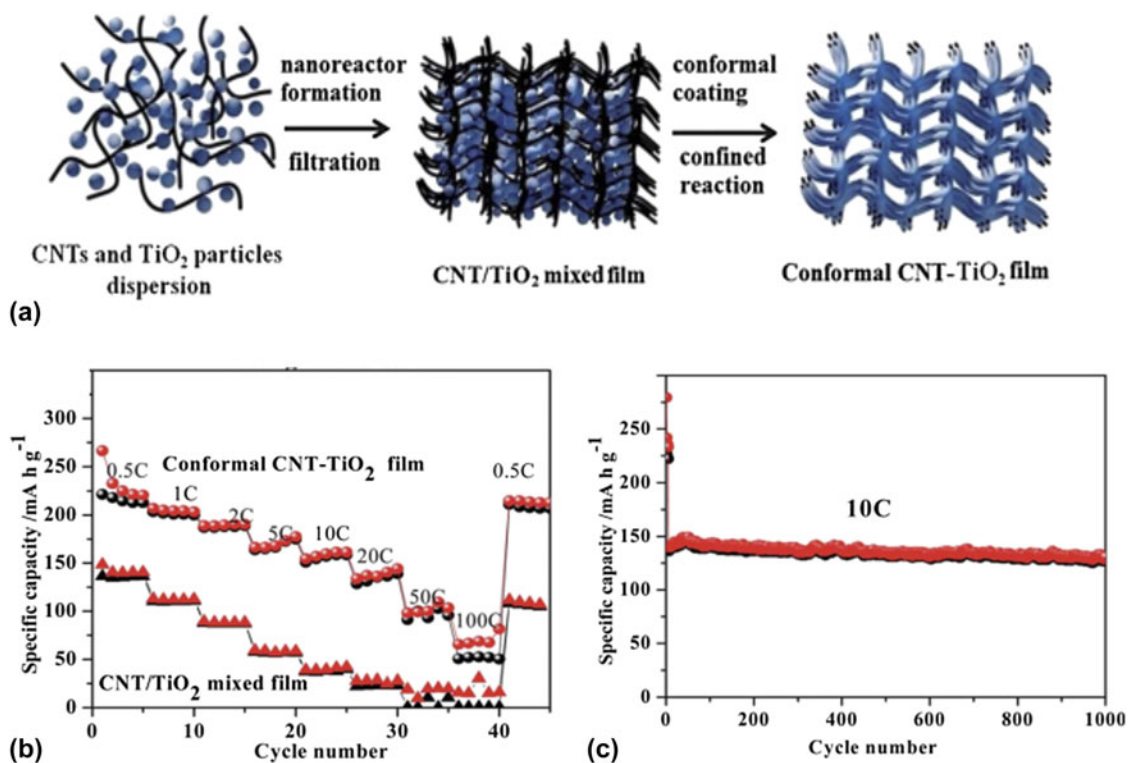 nanoreactor
formation
filtration
conformal
coating
confined
reaction
CNTs and TiO₂ particles
dispersion
CNT/TiO₂ mixed film
Conformal CNT-TiO₂ film
(a)
Specific capacity /mA h g⁻¹
300
250
200
150
100
50
0
0.5C
Conformal CNT-TiO₂ film
1C
2C
5C
10C
20C
50C
100C
0.5C
CNT/TiO₂ mixed film
0
10
20
30
40
Cycle number
(b)
Specific capacity /mA h g⁻¹
250
200
150
100
50
0
10C
0
200
400
600
800
1000
Cycle number
(c)